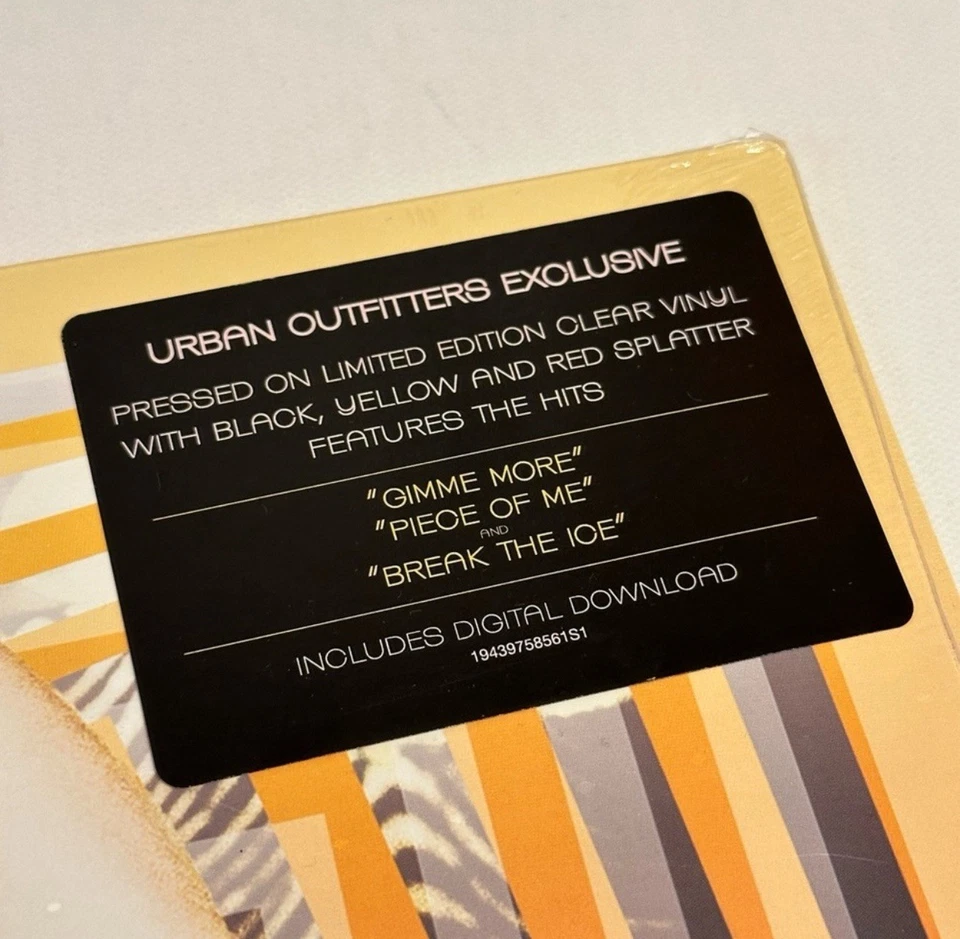 URBAN OUTFITTERS EXCLUSIVE
PRESSED ON LIMITED EDITION CLEAR VINYL
WITH BLACK, YELLOW AND RED SPLATTER
FEATURES THE HITS
"GIMME MORE"
"PIECE OF ME"
AND
"BREAK THE ICE"
INCLUDES DIGITAL DOWNLOAD
19439758561S1